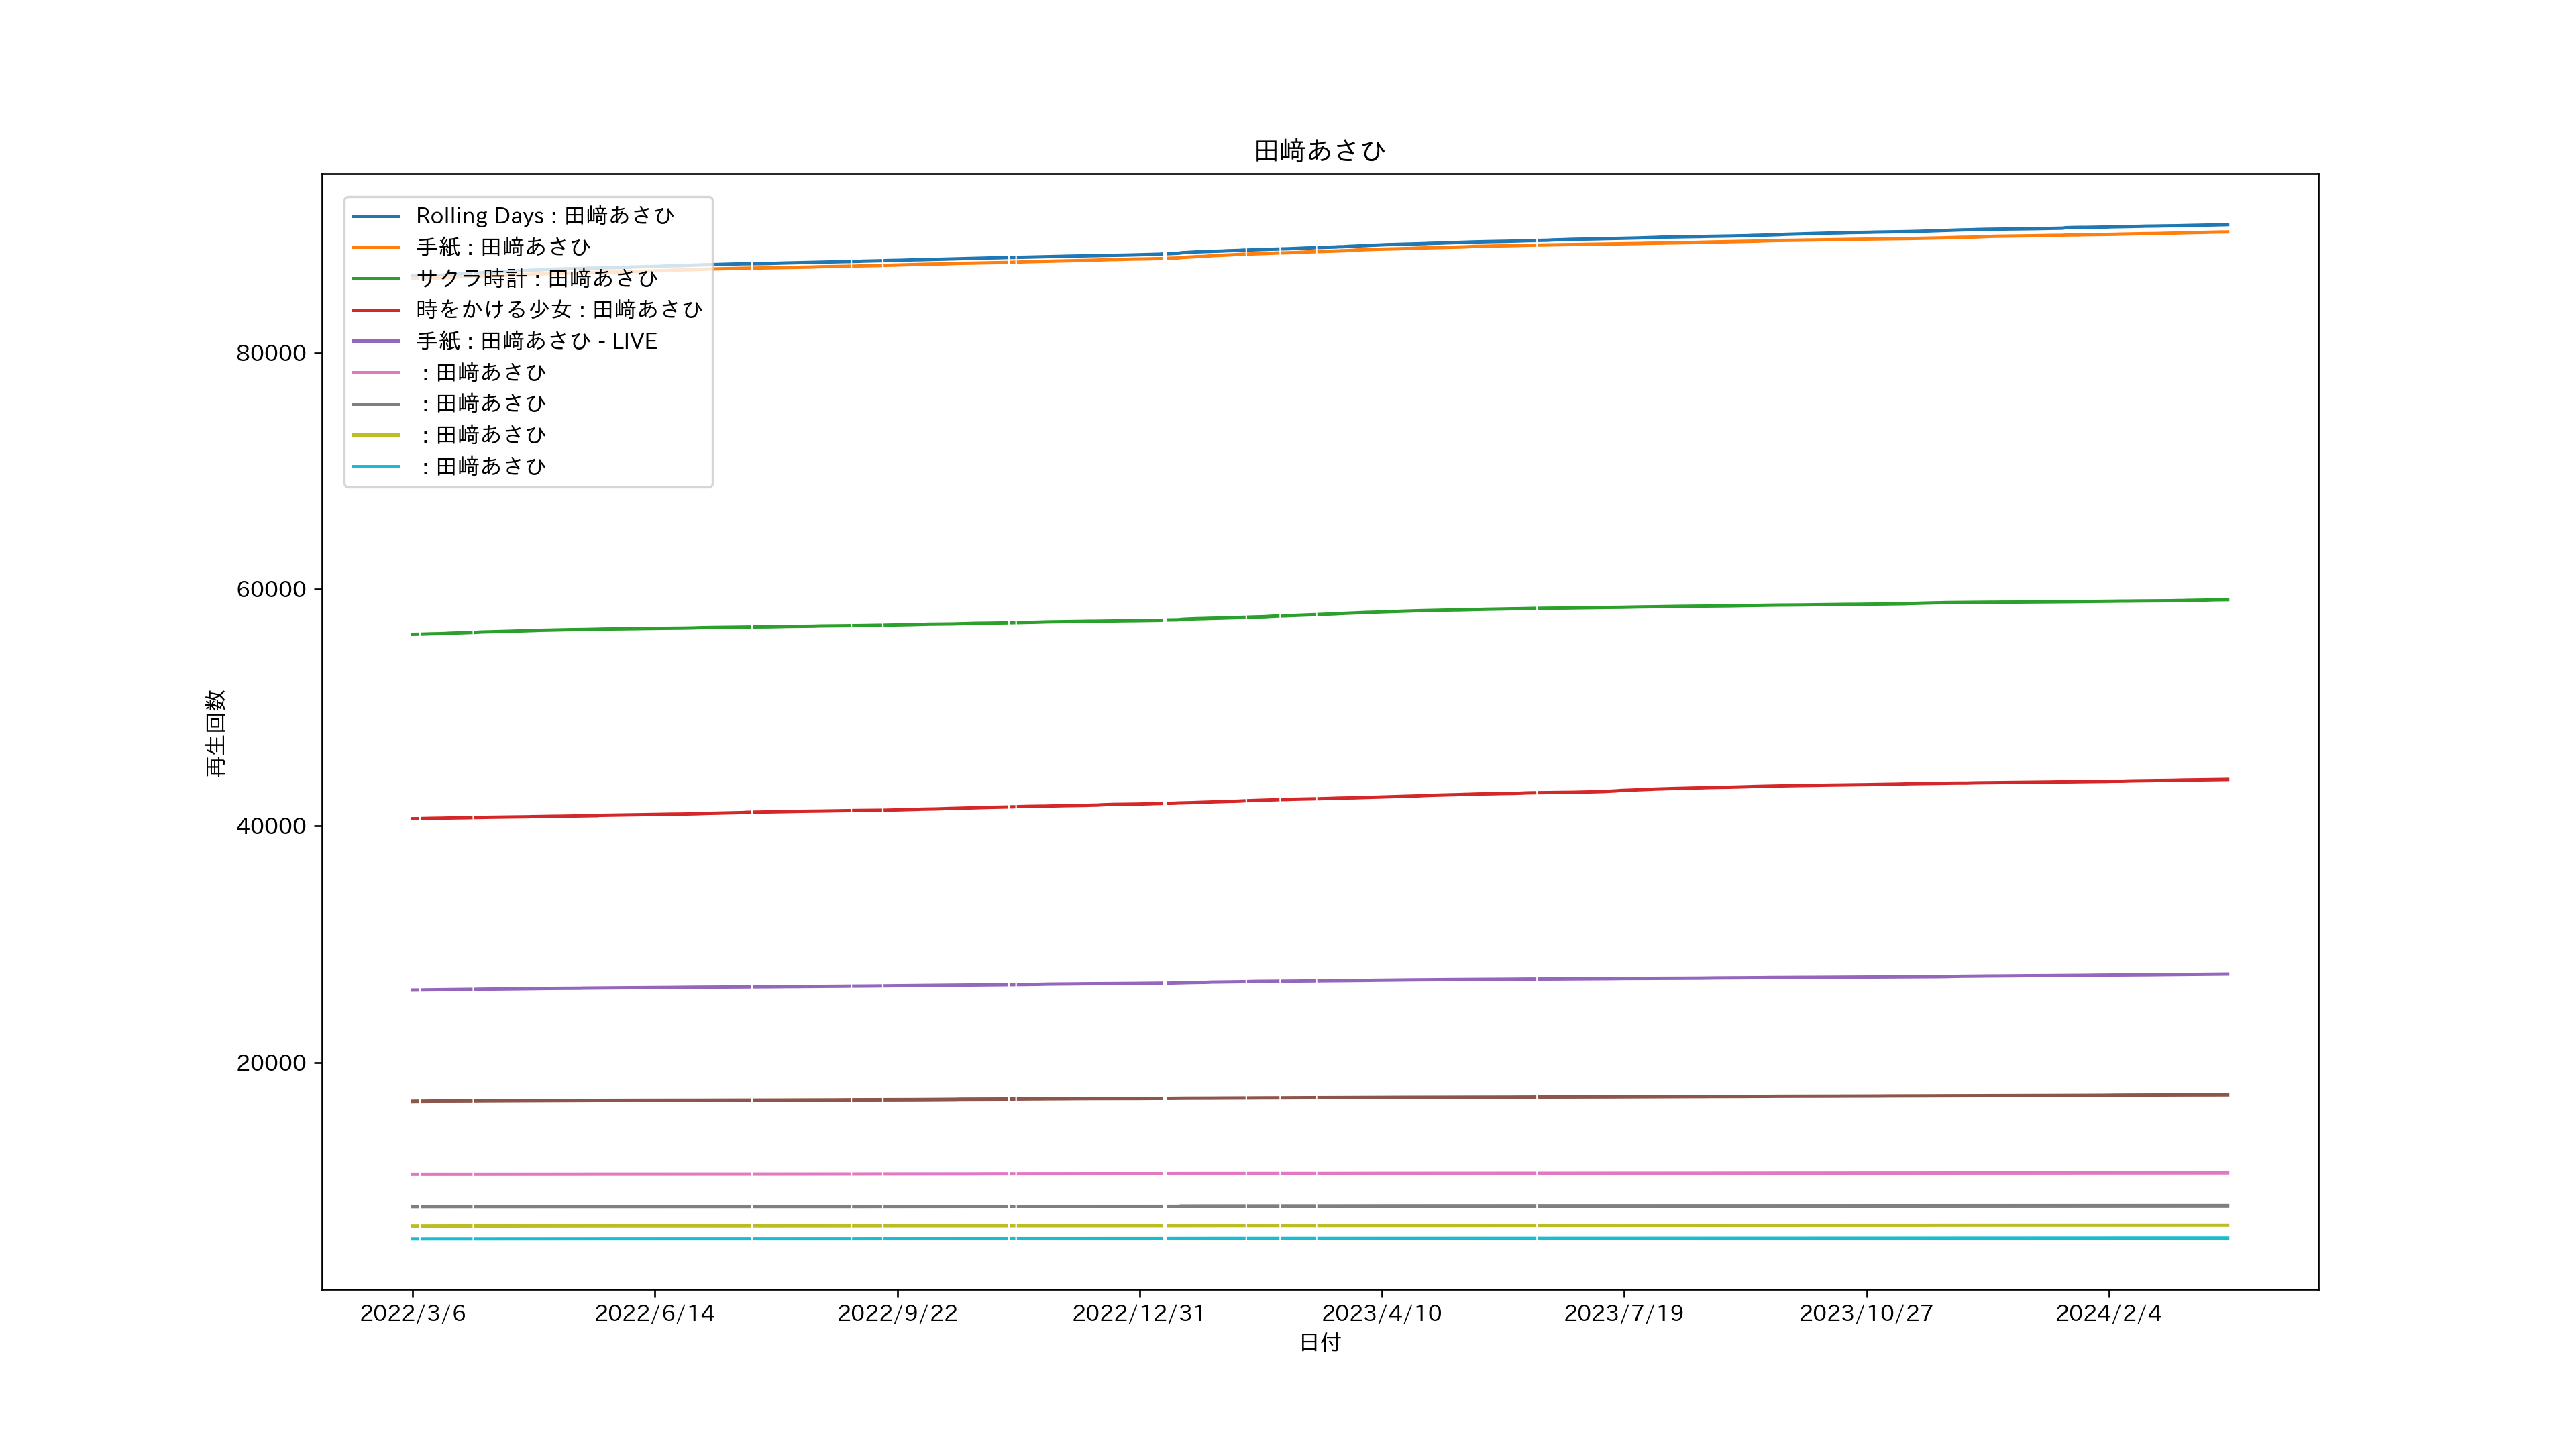 田﨑あさひ
Rolling Days : 田﨑あさひ
手紙 : 田﨑あさひ
サクラ時計 : 田﨑あさひ
時をかける少女 : 田﨑あさひ
手紙 : 田﨑あさひ - LIVE
: 田﨑あさひ
: 田﨑あさひ
: 田﨑あさひ
: 田﨑あさひ
80000
60000
40000
20000
再生回数
2022/3/6 2022/6/14 2022/9/22 2022/12/31 2023/4/10 2023/7/19 2023/10/27 2024/2/4
日付